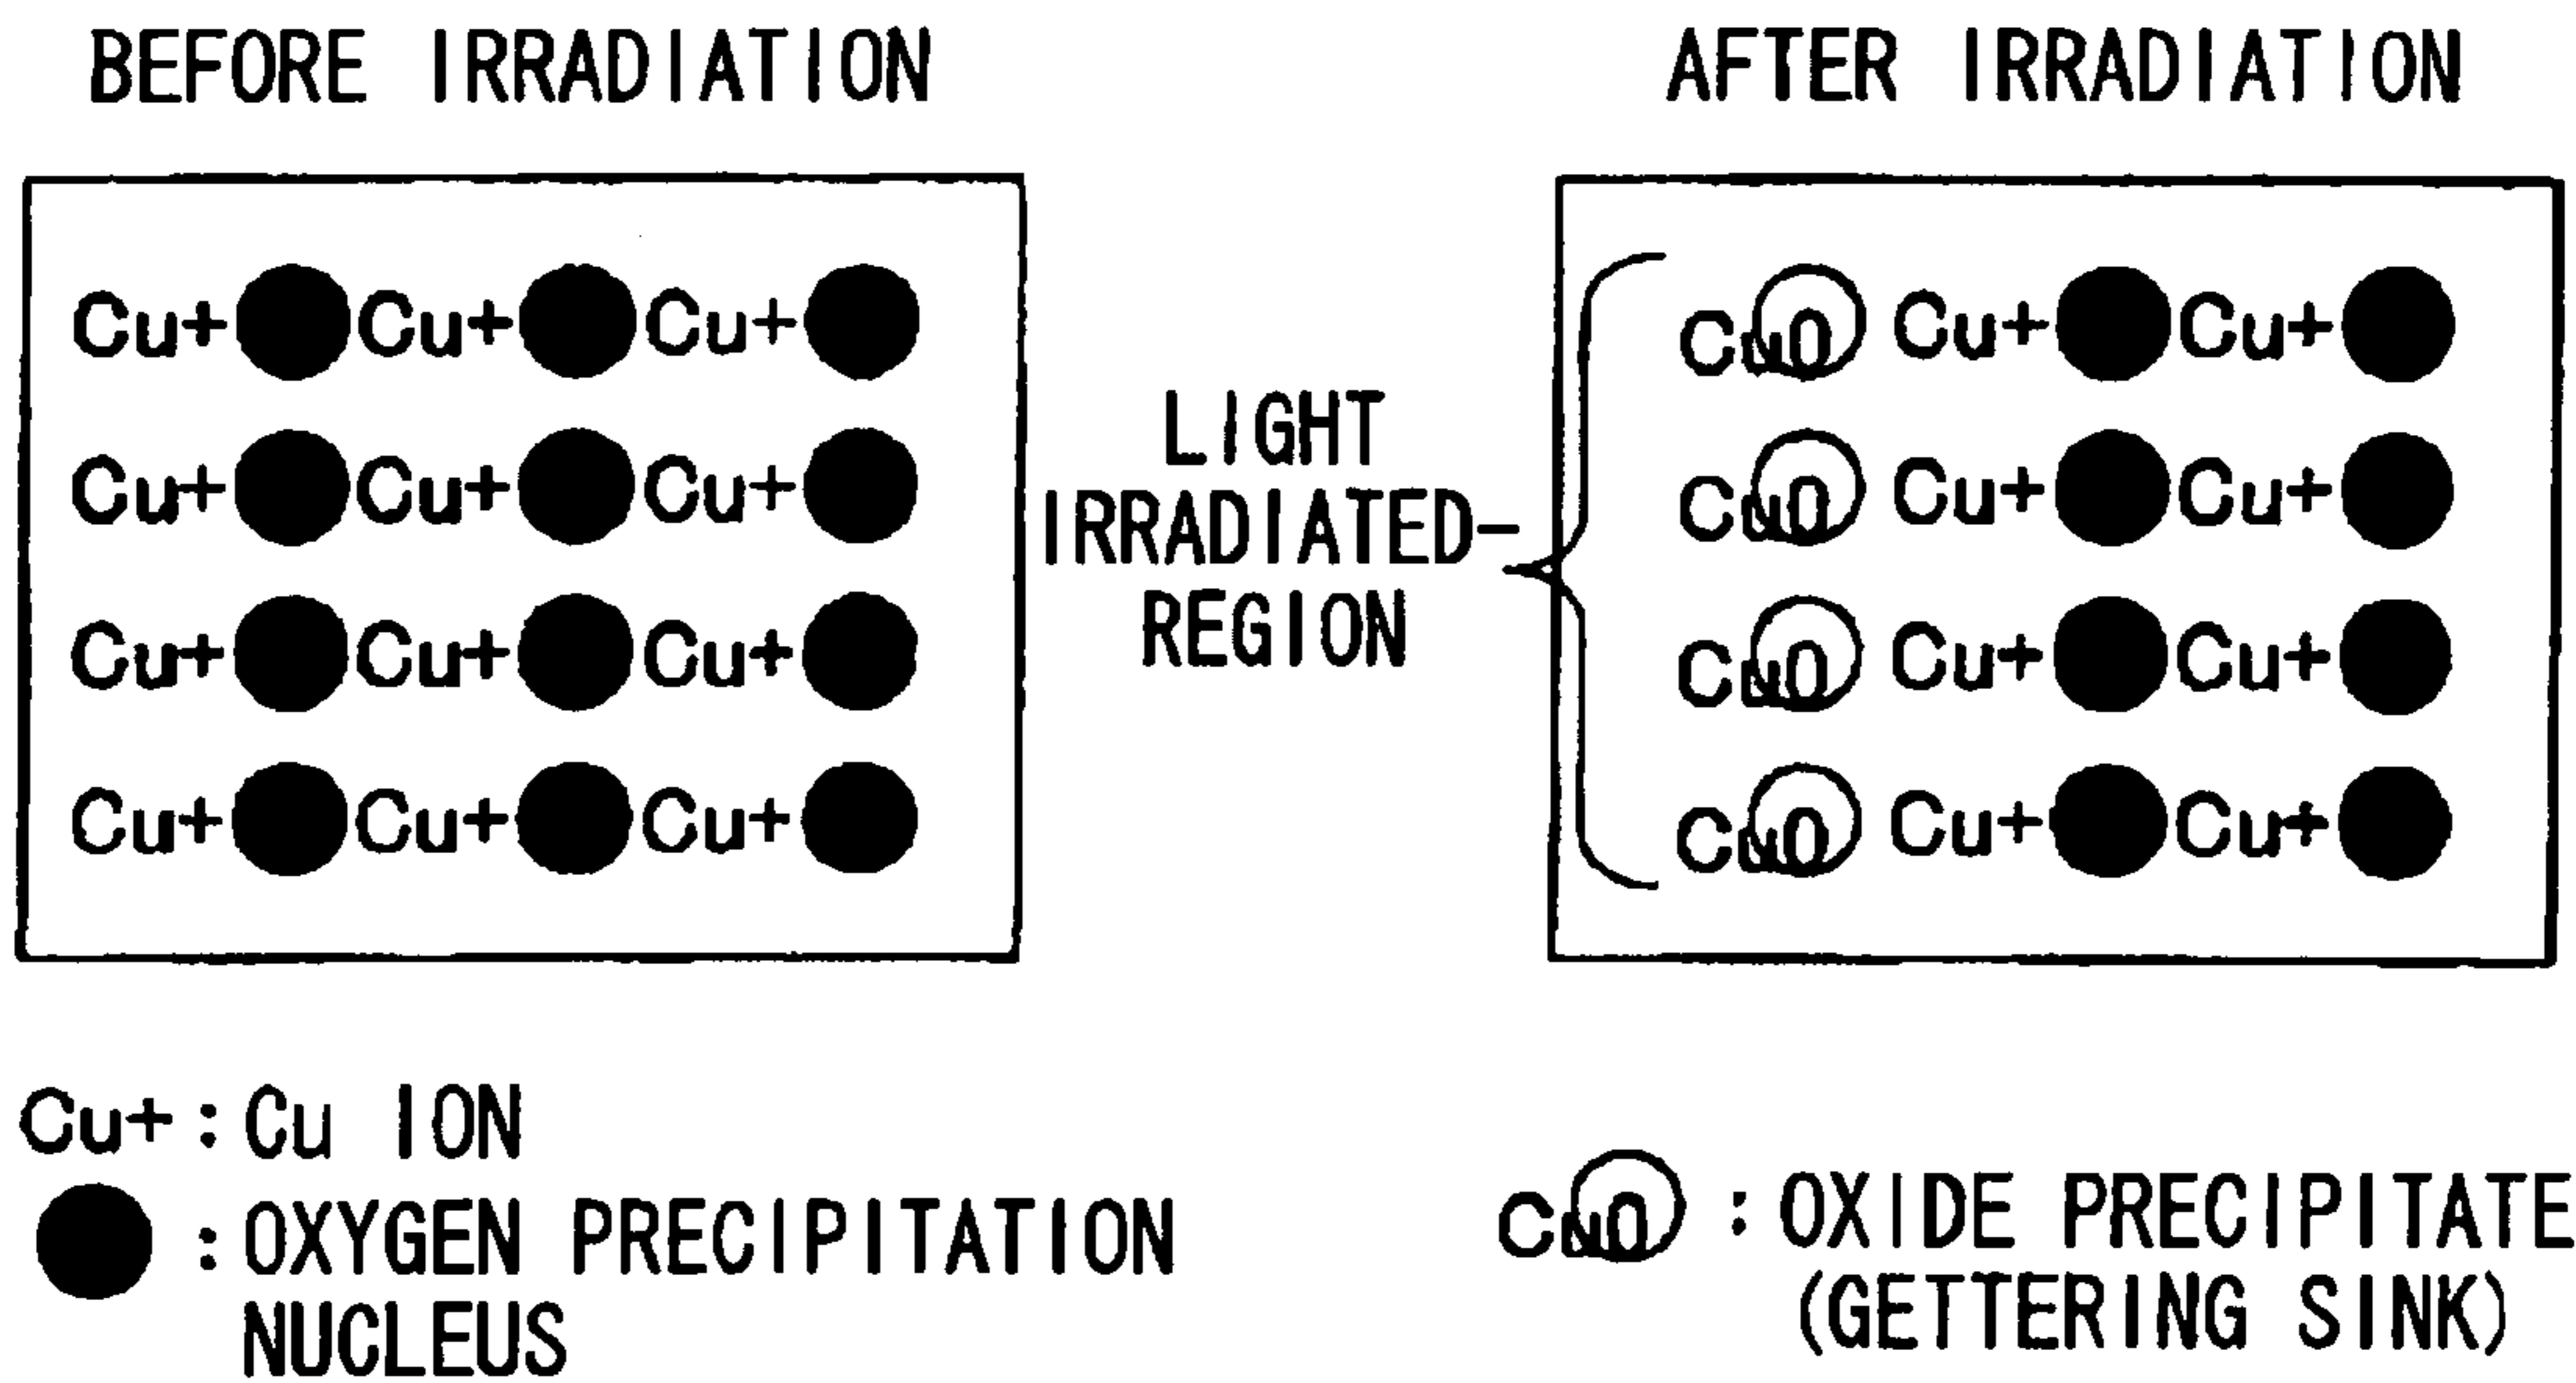 BEFORE IRRADIATION
AFTER IRRADIATION
Cu+ Cu+ Cu+
Cu+ Cu+ Cu+
Cu+ Cu+ Cu+
Cu+ Cu+ Cu+
LIGHT
IRRADIATED-
REGION
CuO Cu+ Cu+
CuO Cu+ Cu+
CuO Cu+ Cu+
CuO Cu+ Cu+
Cu+ : Cu ION
: OXYGEN PRECIPITATION
NUCLEUS
CuO : OXIDE PRECIPITATE
(GETTERING SINK)